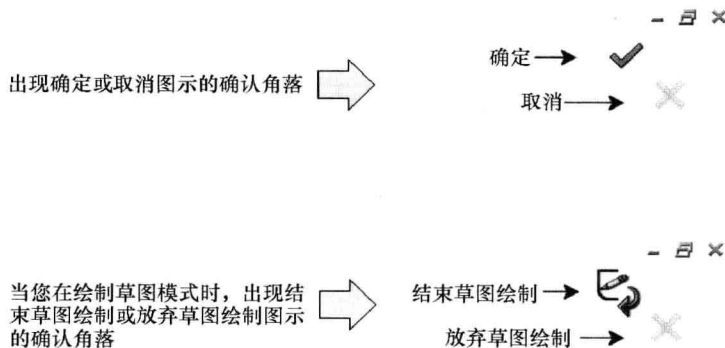 确定
出现确定或取消图示的确认角落
取消
当您在绘制草图模式时，出现结
束草图绘制或放弃草图绘制图示
的确认角落
结束草图绘制
放弃草图绘制